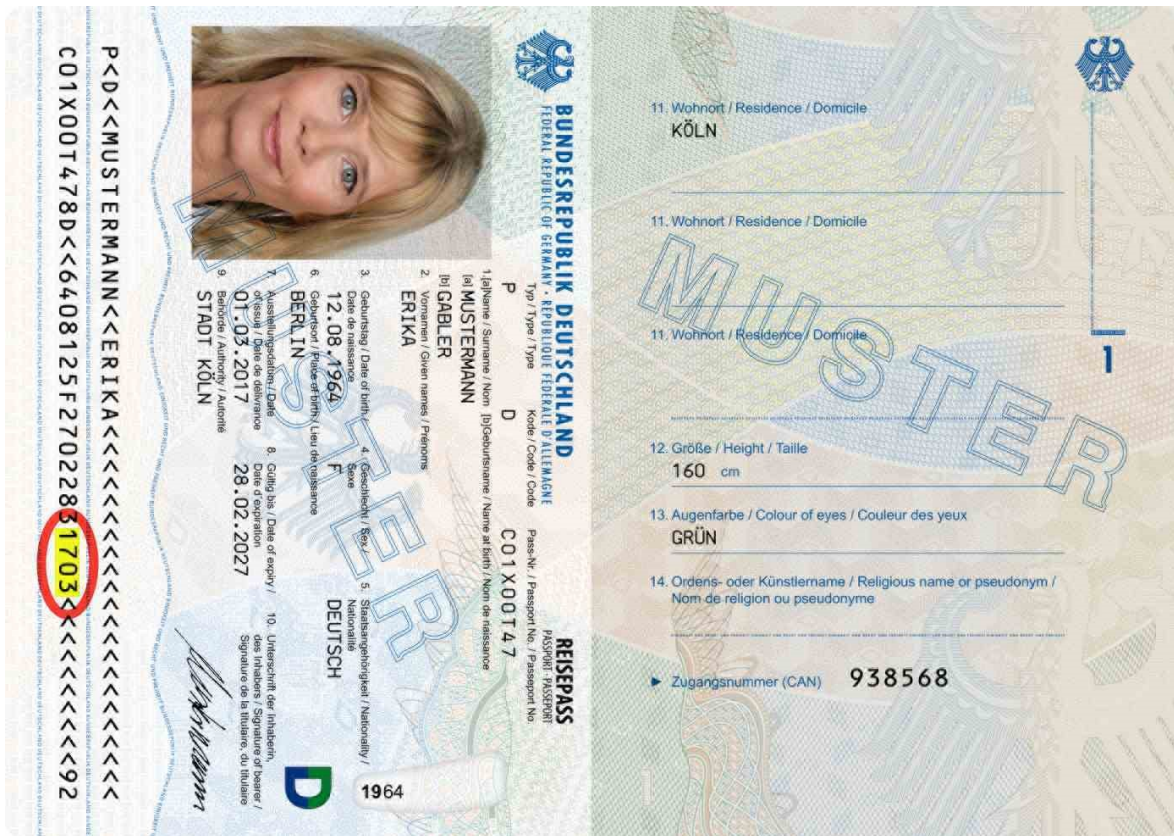 BUNDESREPUBLIK DEUTSCHLAND
FEDERAL REPUBLIC OF GERMANY · RÉPUBLIQUE FÉDÉRALE D'ALLEMAGNE
REISEPASS
PASSPORT · PASSEPORT
Typ / Type / Type Kode / Code / Code Pass-Nr. / Passport No. / Passeport No.
P D C01X00T47
1.[a]Name / Surname / Nom [b]Geburtsname / Name at birth / Nom de naissance
[a] MUSTERMANN
[b] GABLER
2. Vornamen / Given names / Prénoms
ERIKA
3. Geburtstag / Date of birth / 4. Geschlecht / Sex / 5. Staatsangehörigkeit / Nationality /
Date de naissance Sexe Nationalité
12.08.1964 F DEUTSCH
6. Geburtsort / Place of birth / Lieu de naissance
BERLIN
7. Ausstellungsdatum / Date 8. Gültig bis / Date of expiry / 10. Unterschrift der Inhaberin,
of issue / Date de délivrance Date d'expiration des Inhabers / Signature of bearer /
01.03.2017 28.02.2027 Signature de la titulaire, du titulaire
9. Behörde / Authority / Autorité
STADT KÖLN
Mustermann
D
1964
MUSTER
P<D<<MUSTERMANN<<ERIKA<<<<<<<<<<<<<<<<<<<<<<
C01X00T478D<<6408125F27022831703<<<<<<<<<<92
11. Wohnort / Residence / Domicile
KÖLN
11. Wohnort / Residence / Domicile
11. Wohnort / Residence / Domicile
12. Größe / Height / Taille
160 cm
13. Augenfarbe / Colour of eyes / Couleur des yeux
GRÜN
14. Ordens- oder Künstlername / Religious name or pseudonym /
Nom de religion ou pseudonyme
Zugangsnummer (CAN) 938568
MUSTER
1